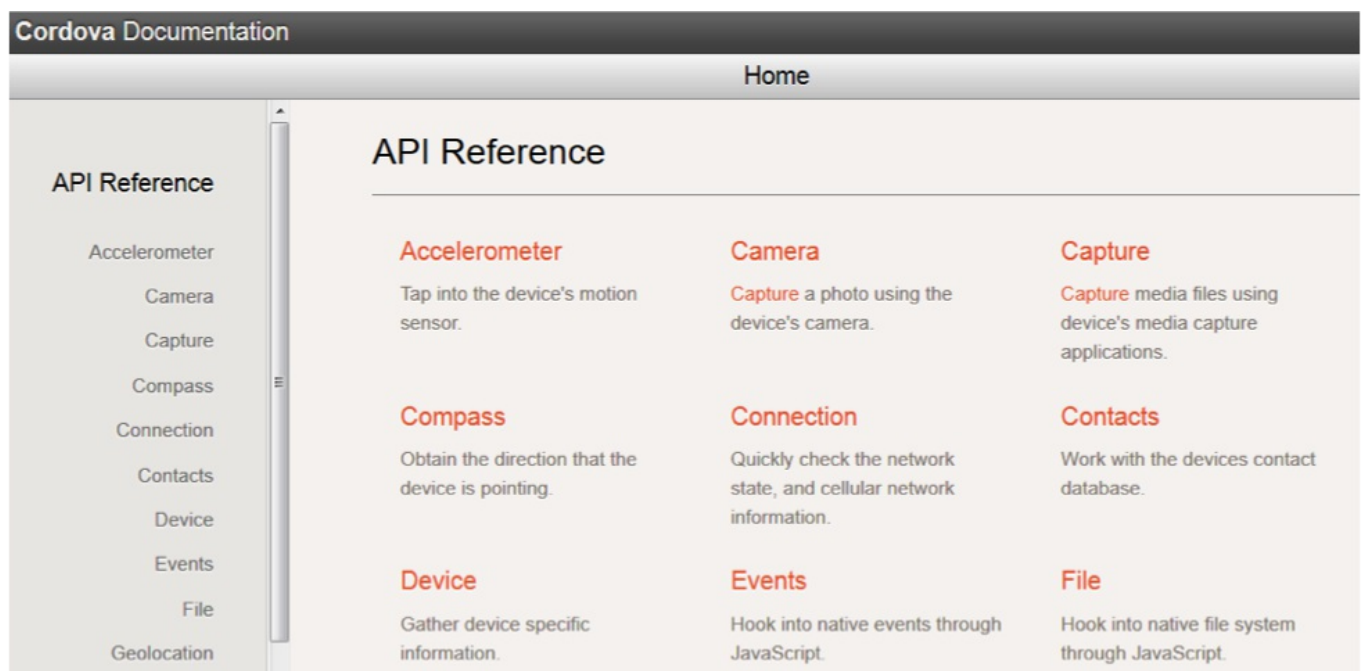 Cordova Documentation
Home
API Reference
Accelerometer
Camera
Capture
Compass
Connection
Contacts
Device
Events
File
Geolocation
API Reference
Accelerometer
Tap into the device's motion
sensor.
Camera
Capture a photo using the
device's camera.
Capture
Capture media files using
device's media capture
applications.
Compass
Obtain the direction that the
device is pointing.
Connection
Quickly check the network
state, and cellular network
information.
Contacts
Work with the devices contact
database.
Device
Gather device specific
information.
Events
Hook into native events through
JavaScript.
File
Hook into native file system
through JavaScript.